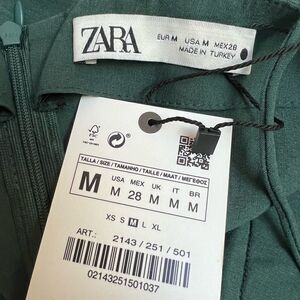 ZARA
EUR M USA M MEX 28
MADE IN TURKEY
TALLA / SIZE / TAMANHO / TAILLE / MAAT / ΜΕΓΕΘΟΣ
USA MEX UK IT BR
M M 28 M M M
XS S M L XL
ART.: 2143 / 251 / 501
02143251501037